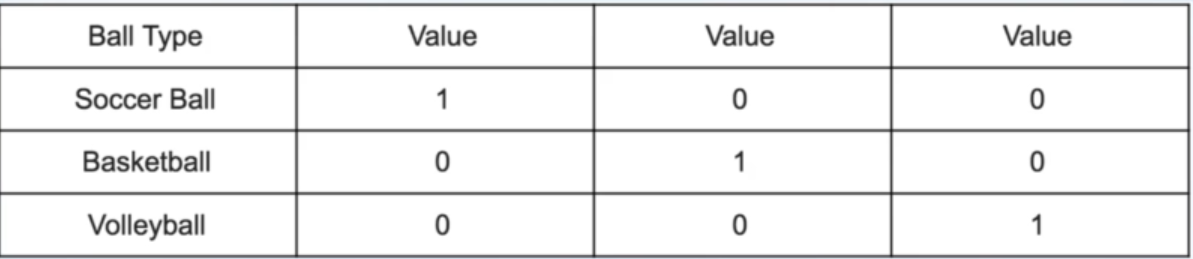 Ball Type Value Value Value
Soccer Ball 1 0 0
Basketball 0 1 0
Volleyball 0 0 1